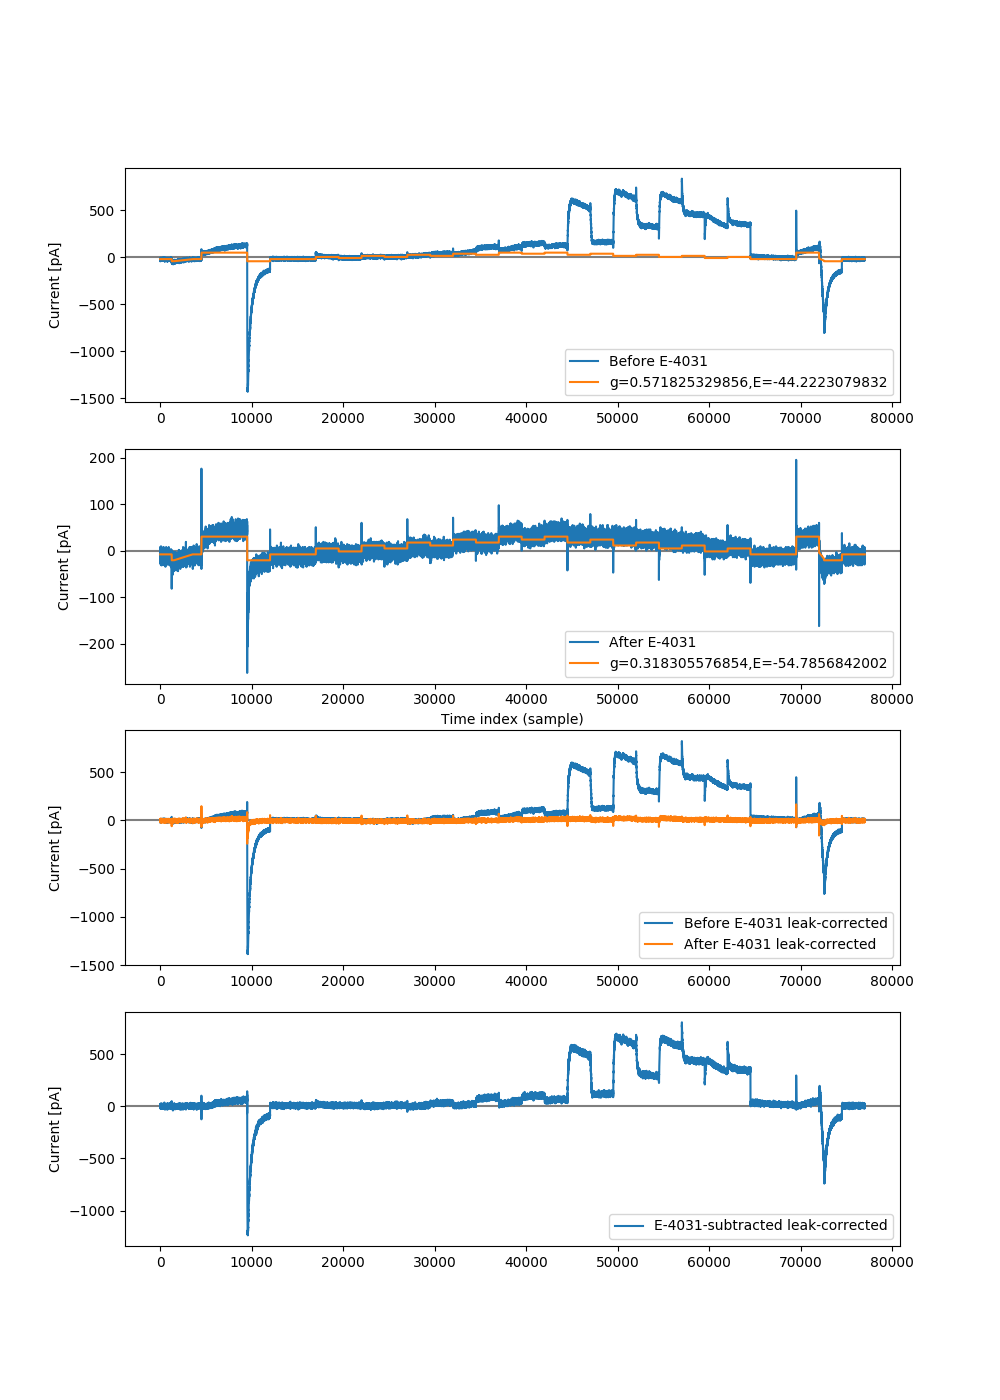 500
0
−500
−1000
−1500
Current [pA]
Before E-4031
g=0.571825329856,E=-44.2223079832
0 10000 20000 30000 40000 50000 60000 70000 80000
200
100
0
−100
−200
Current [pA]
After E-4031
g=0.318305576854,E=-54.7856842002
0 10000 20000 30000 40000 50000 60000 70000 80000
Time index (sample)
500
0
−500
−1000
−1500
Current [pA]
Before E-4031 leak-corrected
After E-4031 leak-corrected
0 10000 20000 30000 40000 50000 60000 70000 80000
500
0
−500
−1000
Current [pA]
E-4031-subtracted leak-corrected
0 10000 20000 30000 40000 50000 60000 70000 80000